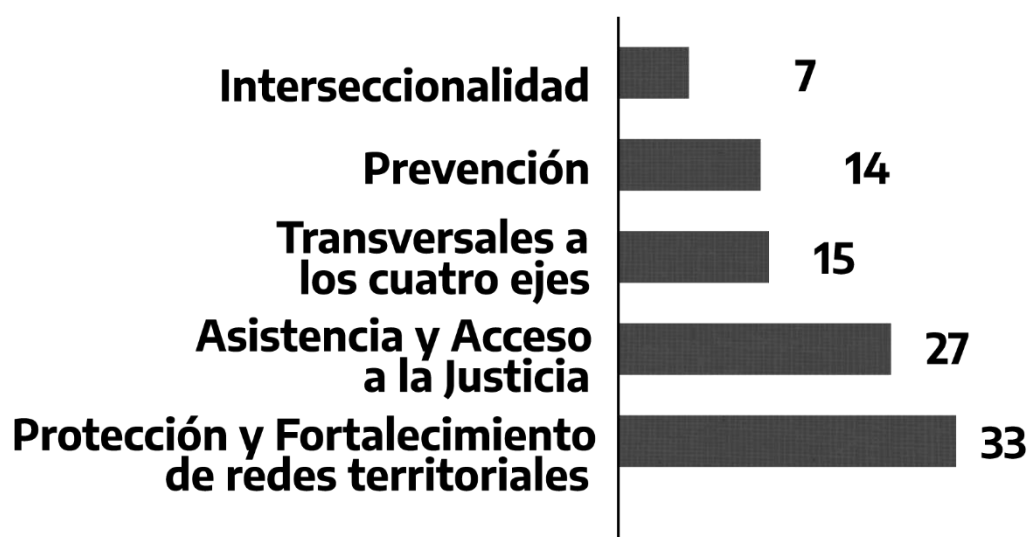 Interseccionalidad 7
Prevención 14
Transversales a
los cuatro ejes 15
Asistencia y Acceso
a la Justicia 27
Protección y Fortalecimiento
de redes territoriales 33